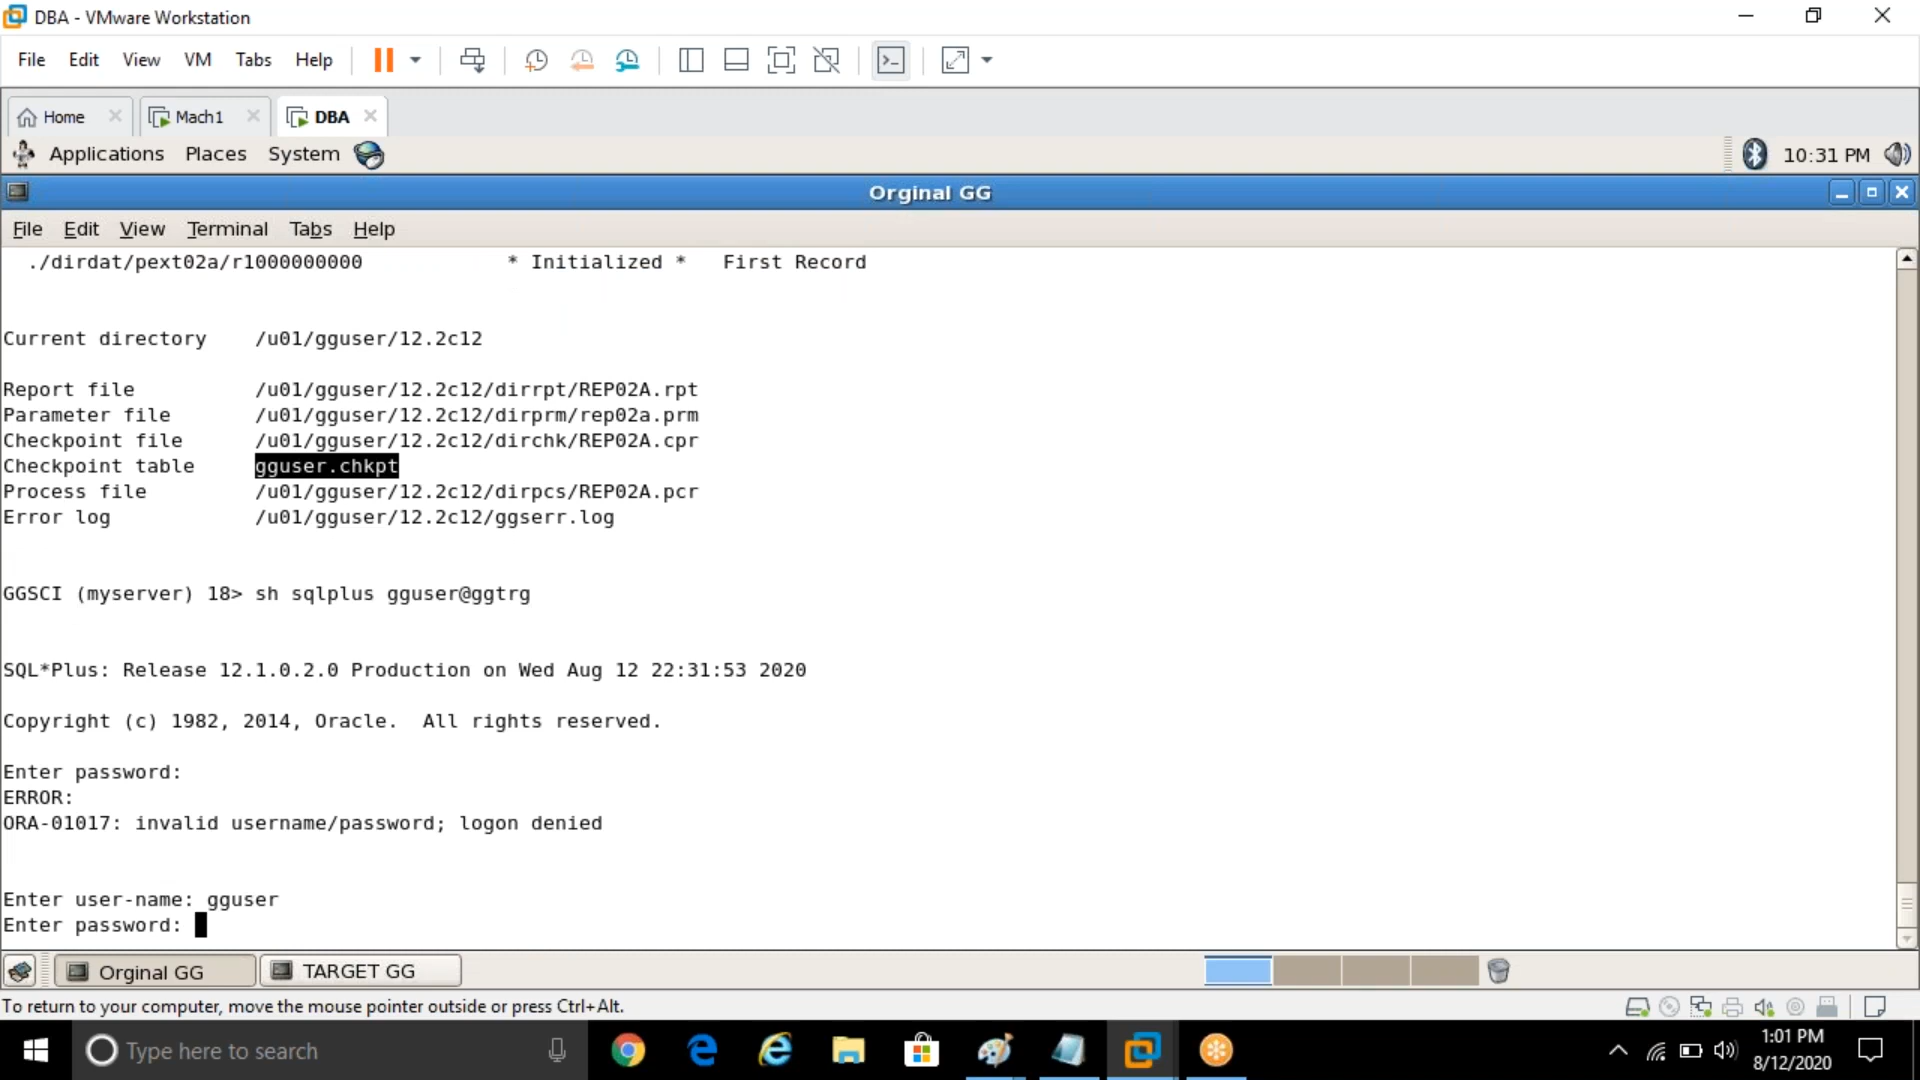 DBA - VMware Workstation
File Edit View VM Tabs Help
Home Mach1 DBA
Applications Places System 10:31 PM
Orginal GG
File Edit View Terminal Tabs Help
./dirdat/pext02a/r1000000000 * Initialized * First Record
Current directory /u01/gguser/12.2c12
Report file /u01/gguser/12.2c12/dirrpt/REP02A.rpt
Parameter file /u01/gguser/12.2c12/dirprm/rep02a.prm
Checkpoint file /u01/gguser/12.2c12/dirchk/REP02A.cpr
Checkpoint table gguser.chkpt
Process file /u01/gguser/12.2c12/dirpcs/REP02A.pcr
Error log /u01/gguser/12.2c12/ggserr.log
GGSCI (myserver) 18> sh sqlplus gguser@ggtrg
SQL*Plus: Release 12.1.0.2.0 Production on Wed Aug 12 22:31:53 2020
Copyright (c) 1982, 2014, Oracle. All rights reserved.
Enter password:
ERROR:
ORA-01017: invalid username/password; logon denied
Enter user-name: gguser
Enter password:
Orginal GG TARGET GG
To return to your computer, move the mouse pointer outside or press Ctrl+Alt.
Type here to search
1:01 PM
8/12/2020